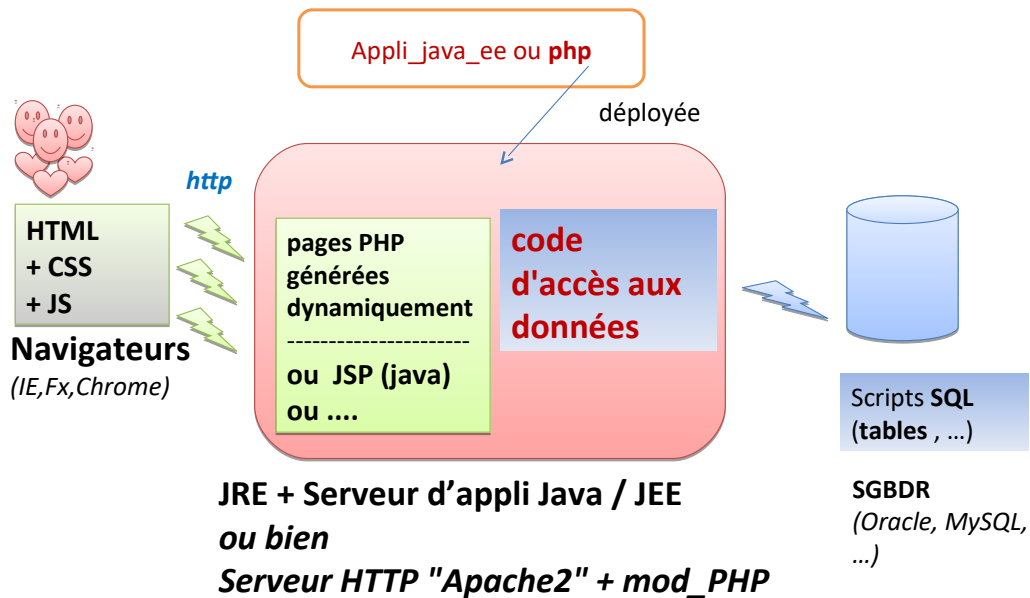 Appli_java_ee ou php
déployée
http
HTML
+ CSS
+ JS
Navigateurs
(IE,Fx,Chrome)
pages PHP
générées
dynamiquement
----------------------
ou JSP (java)
ou ....
code
d'accès aux
données
Scripts SQL
(tables , ...)
SGBDR
(Oracle, MySQL,
...)
JRE + Serveur d’appli Java / JEE
ou bien
Serveur HTTP "Apache2" + mod_PHP